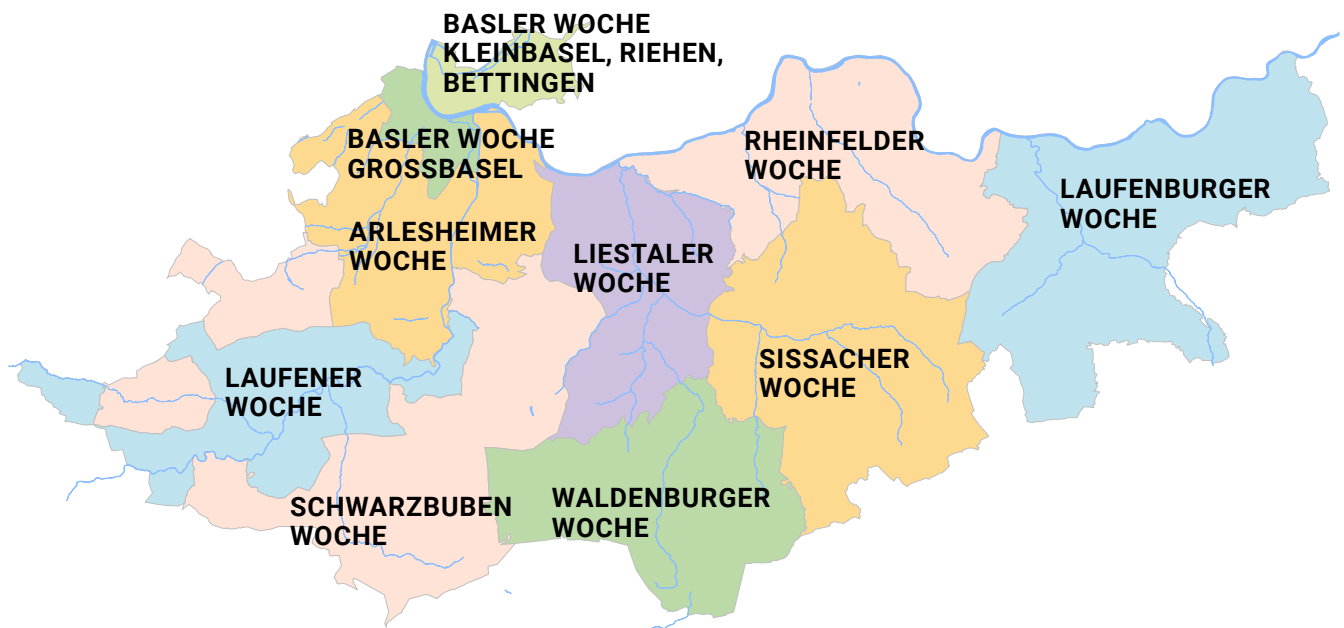 BASLER WOCHE
KLEINBASEL, RIEHEN,
BETTINGEN
BASLER WOCHE
GROSSBASEL
RHEINFELDER
WOCHE
LAUFENBURGER
WOCHE
ARLESHEIMER
WOCHE
LIESTALER
WOCHE
SISSACHER
WOCHE
LAUFENER
WOCHE
SCHWARZBUBEN
WOCHE
WALDENBURGER
WOCHE